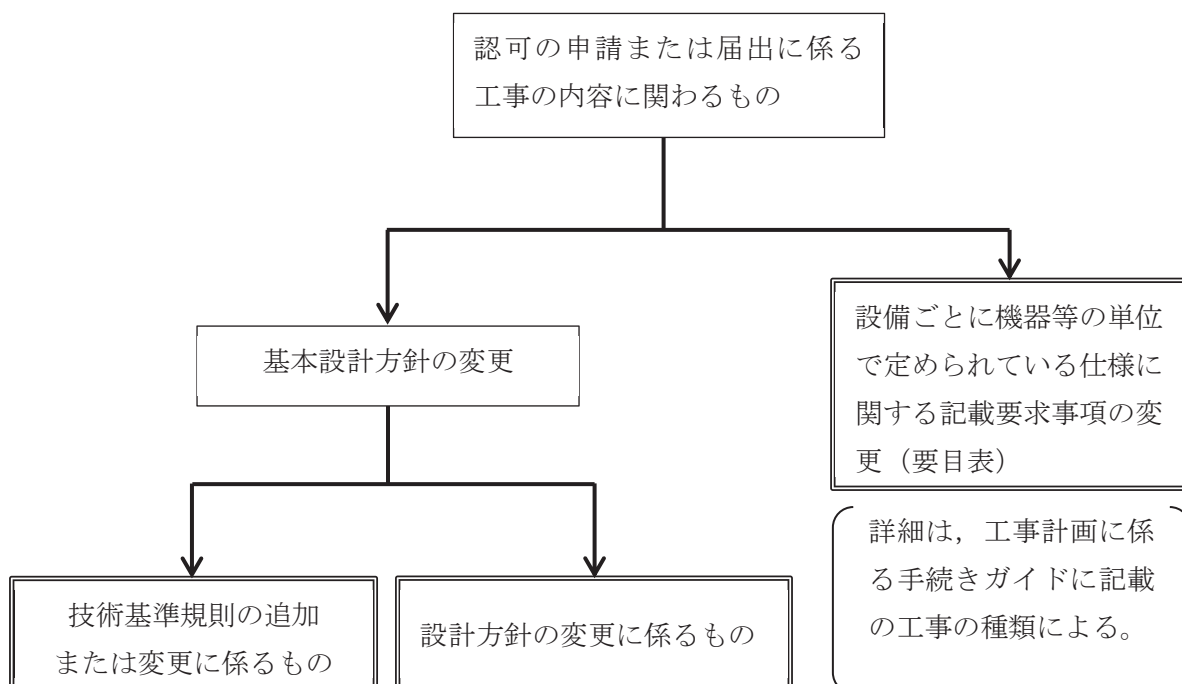 認可の申請または届出に係る
工事の内容に関わるもの
基本設計方針の変更
設備ごとに機器等の単位
で定められている仕様に
関する記載要求事項の変
更（要目表）
詳細は，工事計画に係
る手続きガイドに記載
の工事の種類による。
技術基準規則の追加
または変更に係るもの
設計方針の変更に係るもの